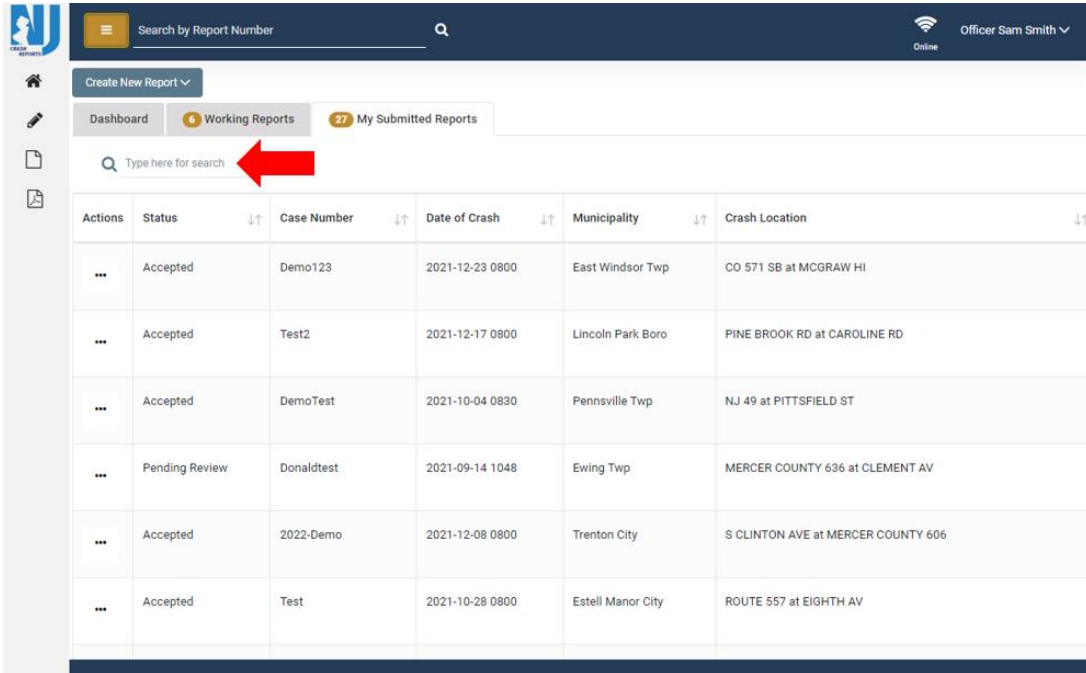 NJ
CRASH
REPORTS
Search by Report Number
Online
Officer Sam Smith
Create New Report
Dashboard 6 Working Reports 27 My Submitted Reports
Type here for search
Actions Status Case Number Date of Crash Municipality Crash Location
... Accepted Demo123 2021-12-23 0800 East Windsor Twp CO 571 SB at MCGRAW HI
... Accepted Test2 2021-12-17 0800 Lincoln Park Boro PINE BROOK RD at CAROLINE RD
... Accepted DemoTest 2021-10-04 0830 Pennsville Twp NJ 49 at PITTSFIELD ST
... Pending Review Donaldtest 2021-09-14 1048 Ewing Twp MERCER COUNTY 636 at CLEMENT AV
... Accepted 2022-Demo 2021-12-08 0800 Trenton City S CLINTON AVE at MERCER COUNTY 606
... Accepted Test 2021-10-28 0800 Estell Manor City ROUTE 557 at EIGHTH AV